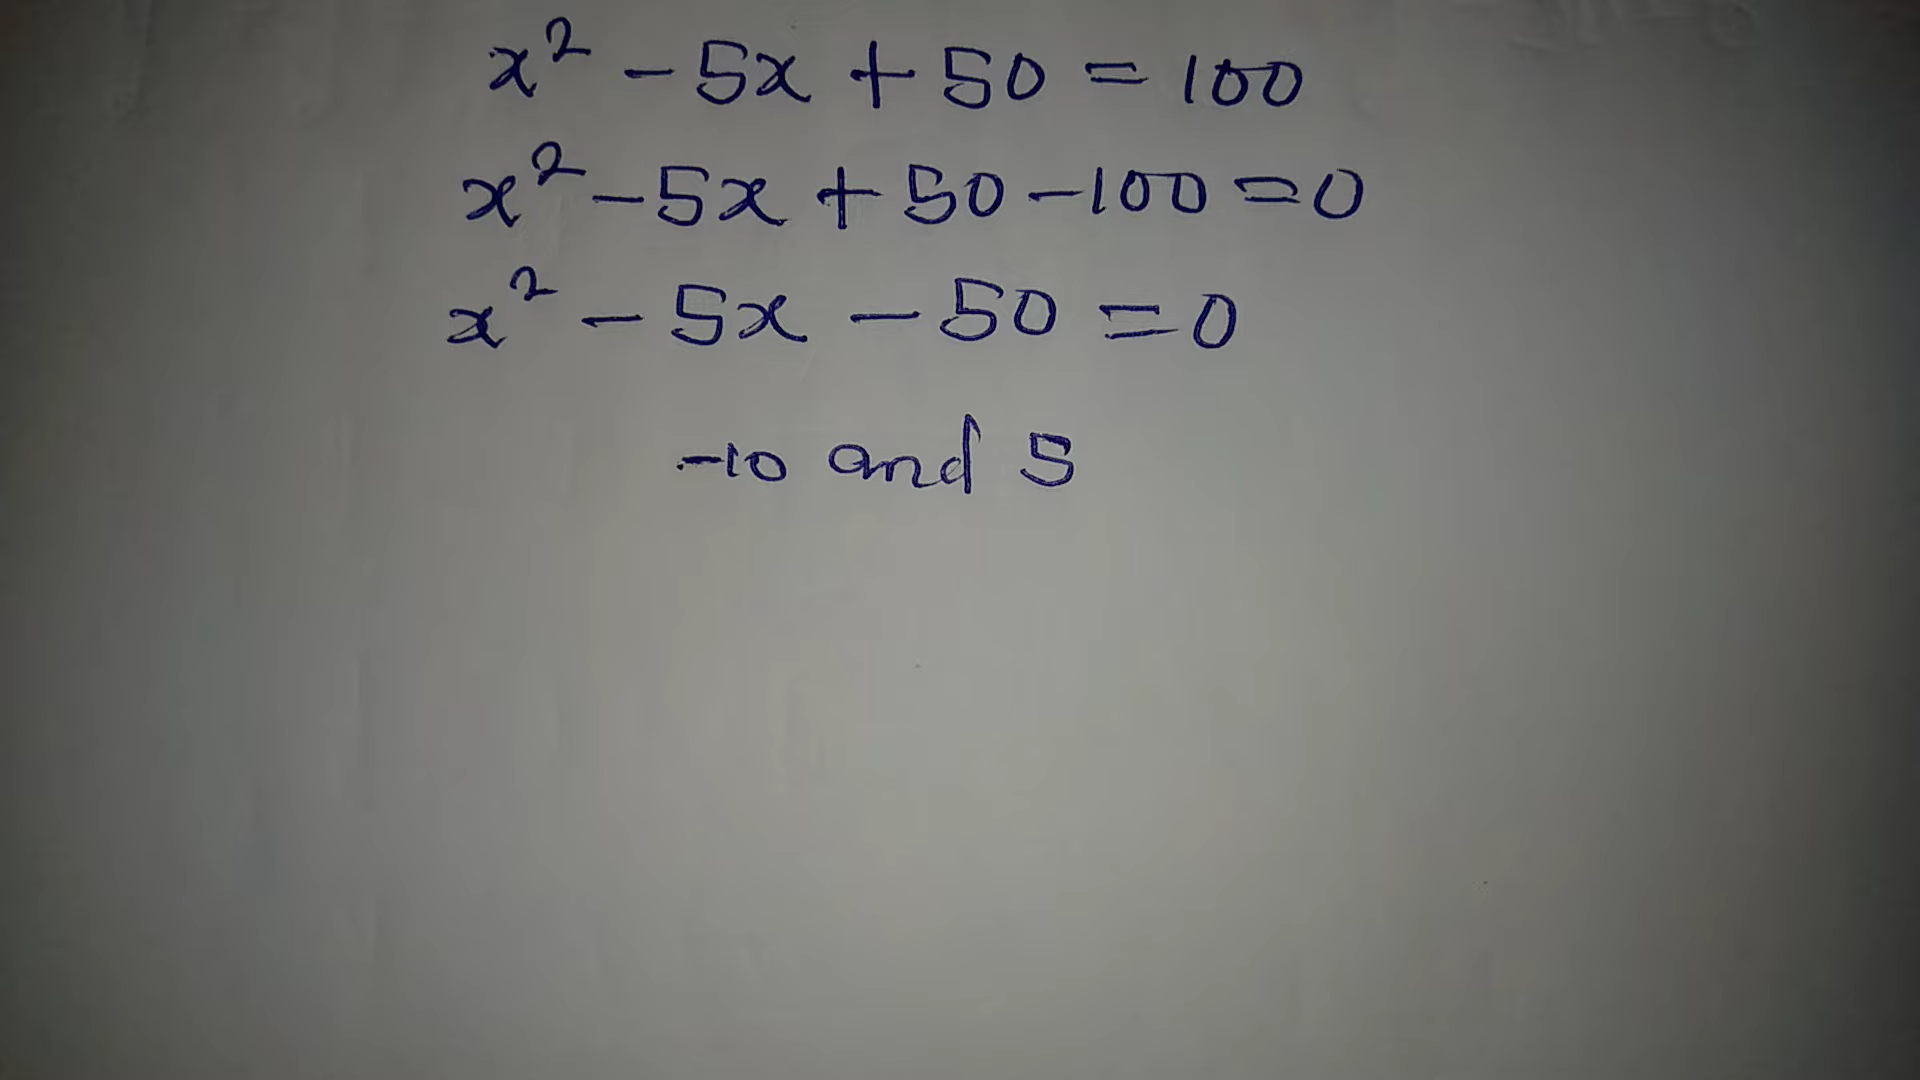 x² - 5x + 50 = 100
x² - 5x + 50 - 100 = 0
x² - 5x - 50 = 0
-10 and 5